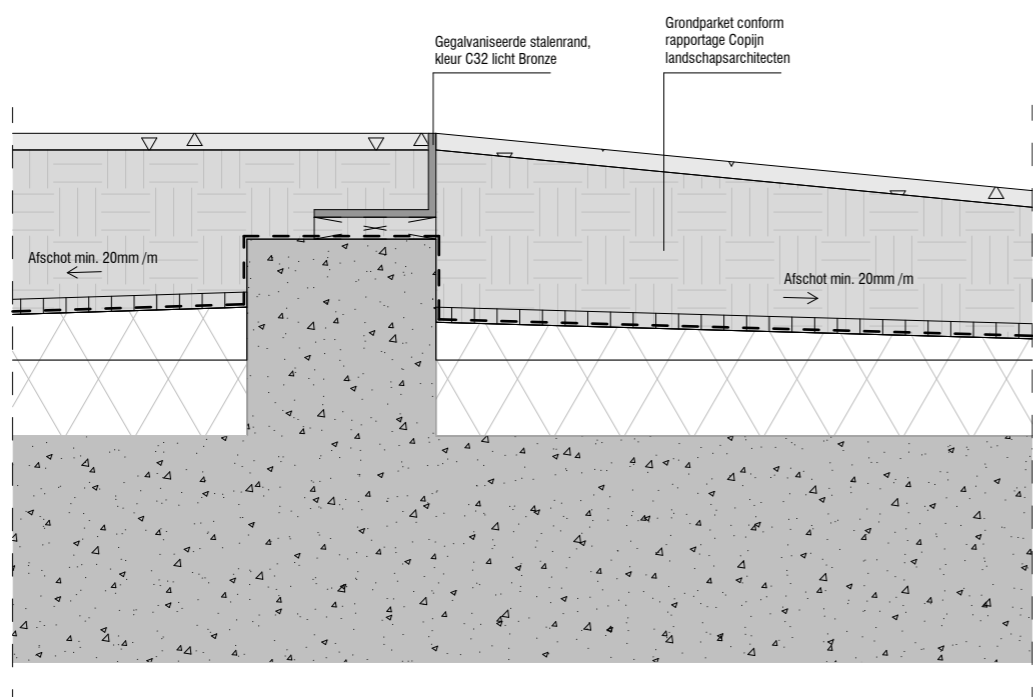 Gegalvaniseerde stalenrand,
kleur C32 licht Bronze
Grondparket conform
rapportage Copijn
landschapsarchitecten
Afschot min. 20mm /m
Afschot min. 20mm /m